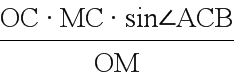 OC · MC · sin∠ACB
OM